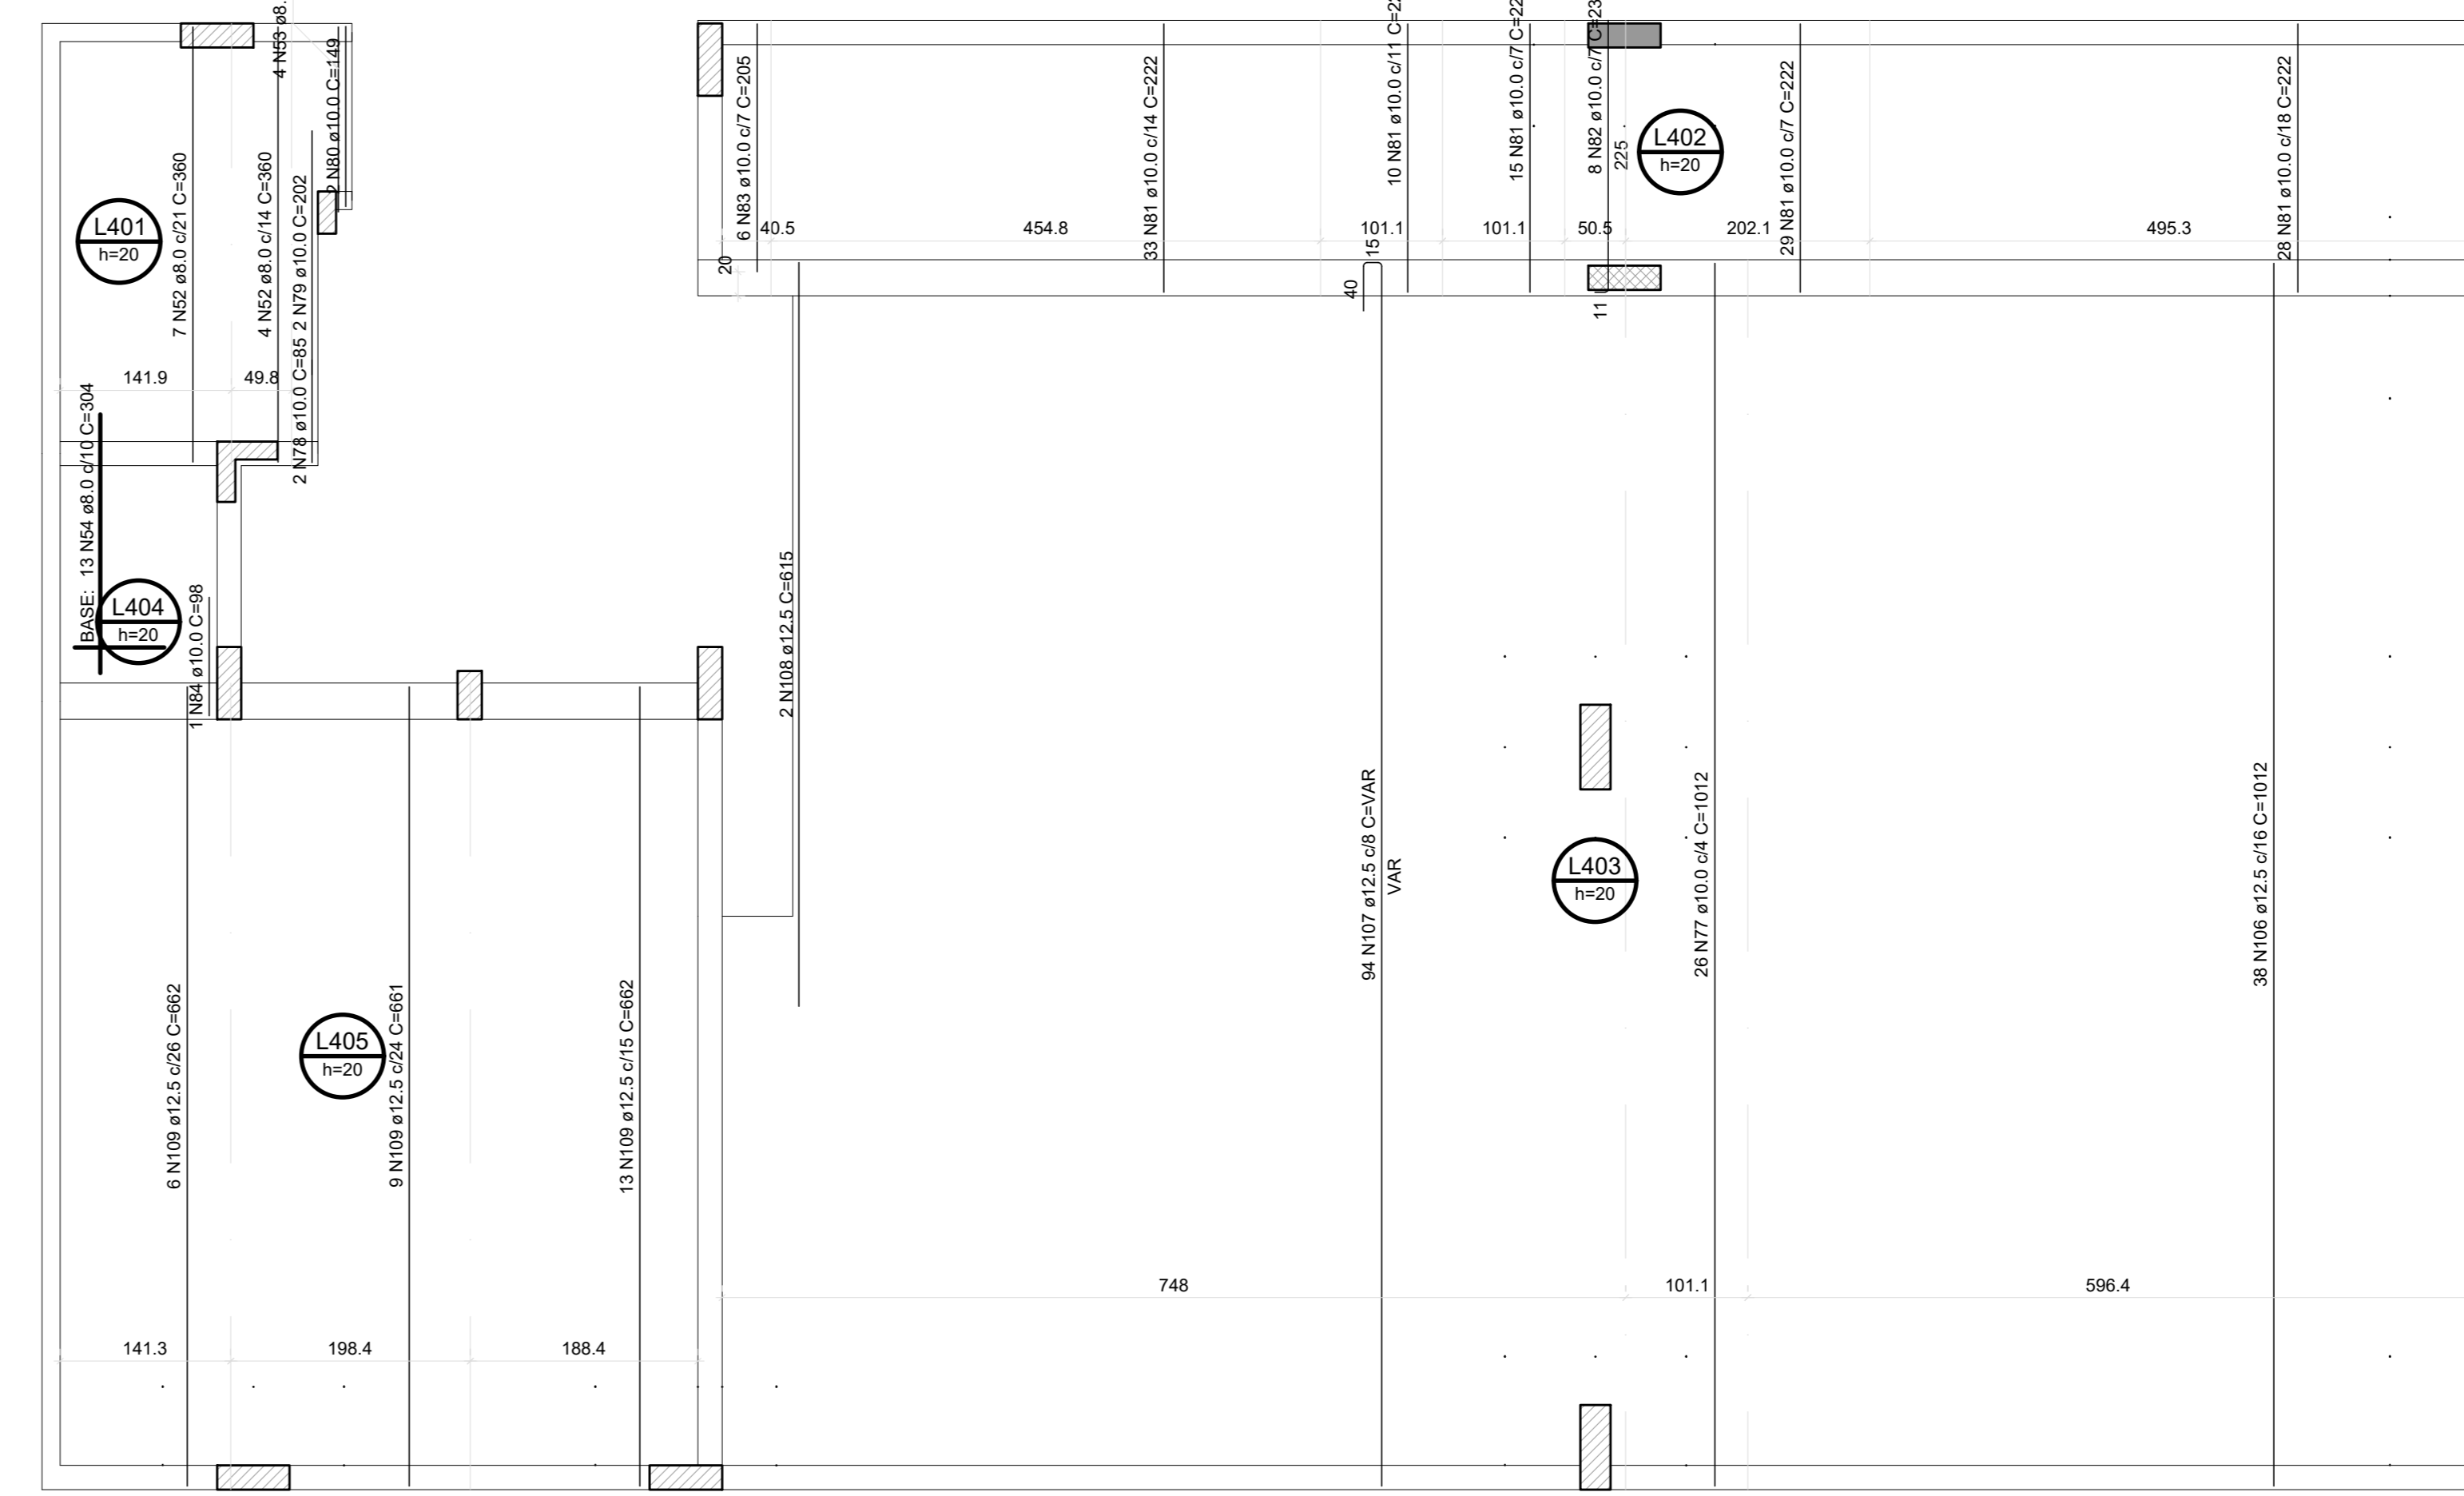 4 N53 ø8.
2 N80 ø10.0 C=149
7 N52 ø8.0 c/21 C=360
4 N52 ø8.0 c/14 C=360
2 N78 ø10.0 C=85 2 N79 ø10.0 C=202
L401
h=20
141.9
49.8
BASE: 13 N54 ø8.0 c/10 C=304
L404
h=20
1 N84 ø10.0 C=98
6 N83 ø10.0 c/7 C=205
33 N81 ø10.0 c/14 C=222
10 N81 ø10.0 c/11 C=22
15 N81 ø10.0 c/7 C=22
8 N82 ø10.0 c/7 C=23
225
L402
h=20
29 N81 ø10.0 c/7 C=222
28 N81 ø10.0 c/18 C=222
40.5
454.8
101.1
101.1
50.5
202.1
495.3
20
15
40
11
2 N108 ø12.5 C=615
94 N107 ø12.5 c/8 C=VAR
VAR
L403
h=20
26 N77 ø10.0 c/4 C=1012
38 N106 ø12.5 c/16 C=1012
6 N109 ø12.5 c/26 C=662
L405
h=20
9 N109 ø12.5 c/24 C=661
13 N109 ø12.5 c/15 C=662
748
101.1
596.4
141.3
198.4
188.4